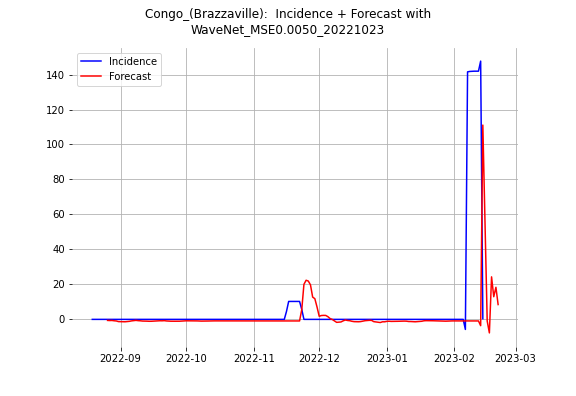 Congo_(Brazzaville):  Incidence + Forecast with
WaveNet_MSE0.0050_20221023
Incidence
Forecast
140
120
100
80
60
40
20
0
2022-09 2022-10 2022-11 2022-12 2023-01 2023-02 2023-03